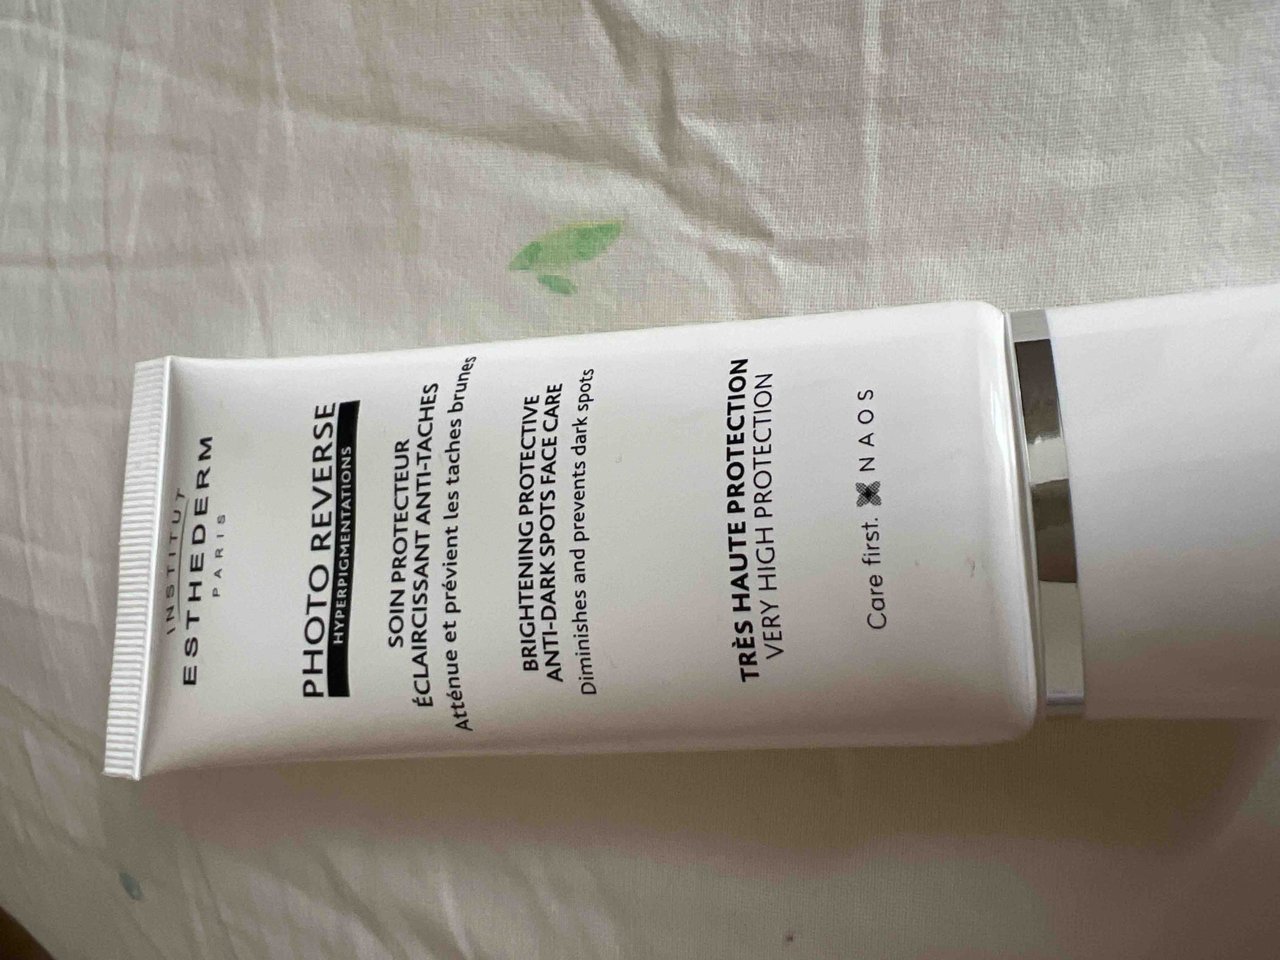 INSTITUT
ESTHEDERM
PARIS
PHOTO REVERSE
HYPERPIGMENTATIONS
SOIN PROTECTEUR
ÉCLAIRCISSANT ANTI-TACHES
Atténue et prévient les taches brunes
BRIGHTENING PROTECTIVE
ANTI-DARK SPOTS FACE CARE
Diminishes and prevents dark spots
TRÈS HAUTE PROTECTION
VERY HIGH PROTECTION
Care first. NAOS